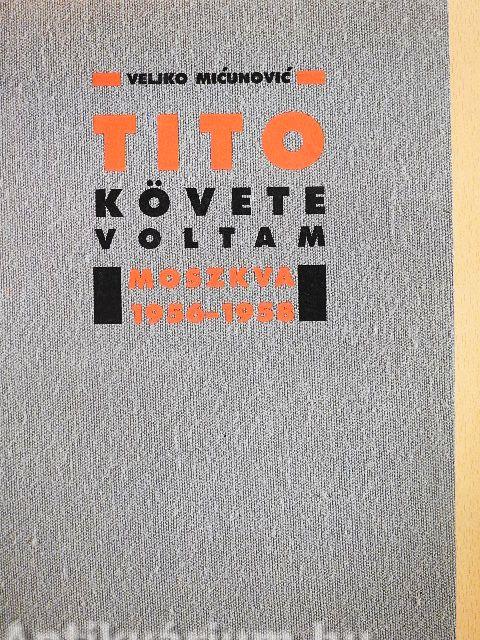 VELJKO MIĆUNOVIĆ
TITO
KÖVETE
VOLTAM
MOSZKVA
1956–1958